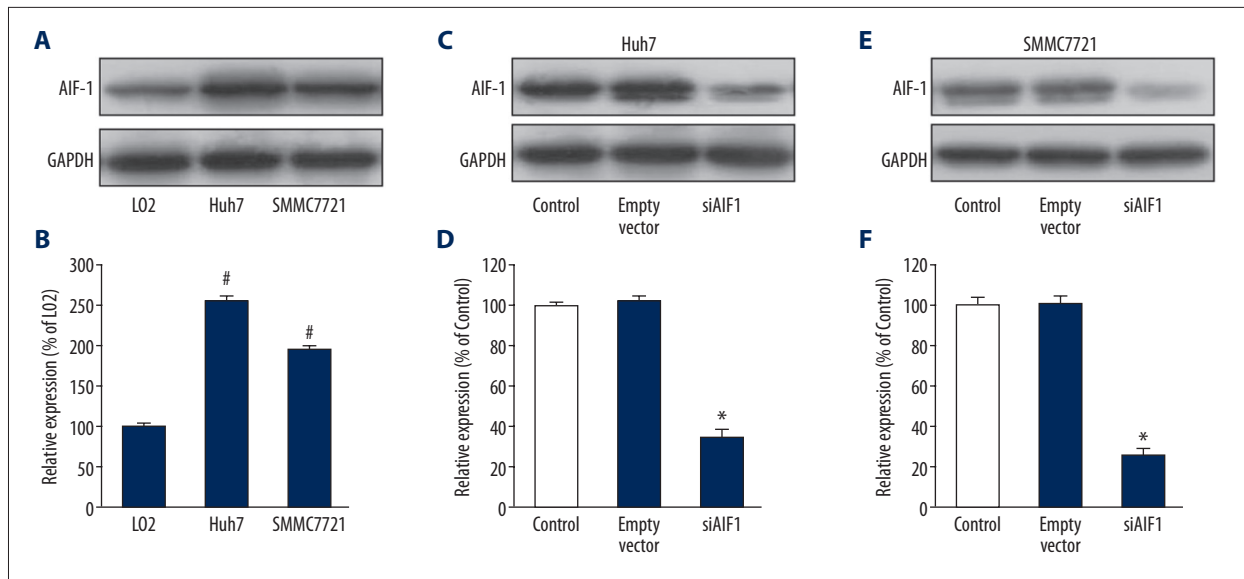 A
AIF-1
GAPDH
L02 Huh7 SMMC7721
B
Relative expression (% of L02)
300
250
200
150
100
50
0
#
#
L02 Huh7 SMMC7721
C
Huh7
AIF-1
GAPDH
Control Empty siAIF1
vector
D
Relative expression (% of Control)
120
100
80
60
40
20
0
*
Control Empty siAIF1
vector
E
SMMC7721
AIF-1
GAPDH
Control Empty siAIF1
vector
F
Relative expression (% of Control)
120
100
80
60
40
20
0
*
Control Empty siAIF1
vector